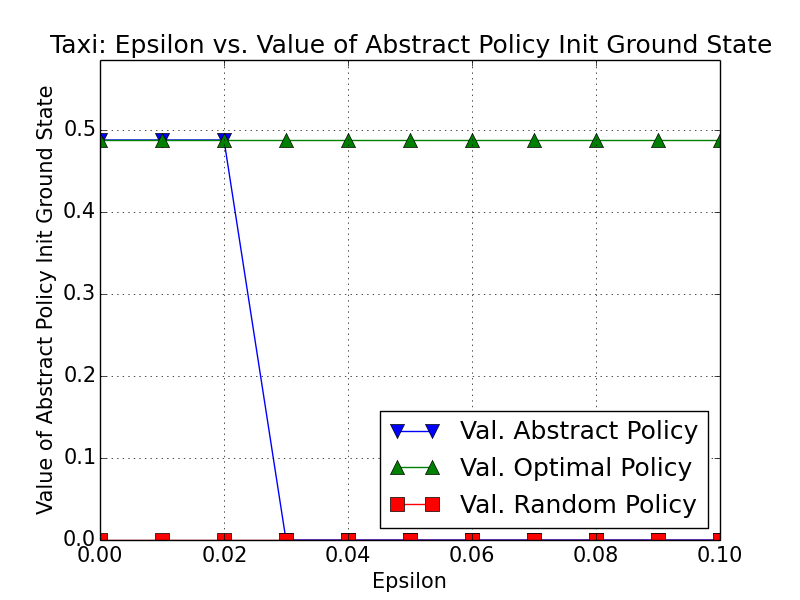 Taxi: Epsilon vs. Value of Abstract Policy Init Ground State
Value of Abstract Policy Init Ground State
0.5
0.4
0.3
0.2
0.1
0.0
Val. Abstract Policy
Val. Optimal Policy
Val. Random Policy
0.00 0.02 0.04 0.06 0.08 0.10
Epsilon